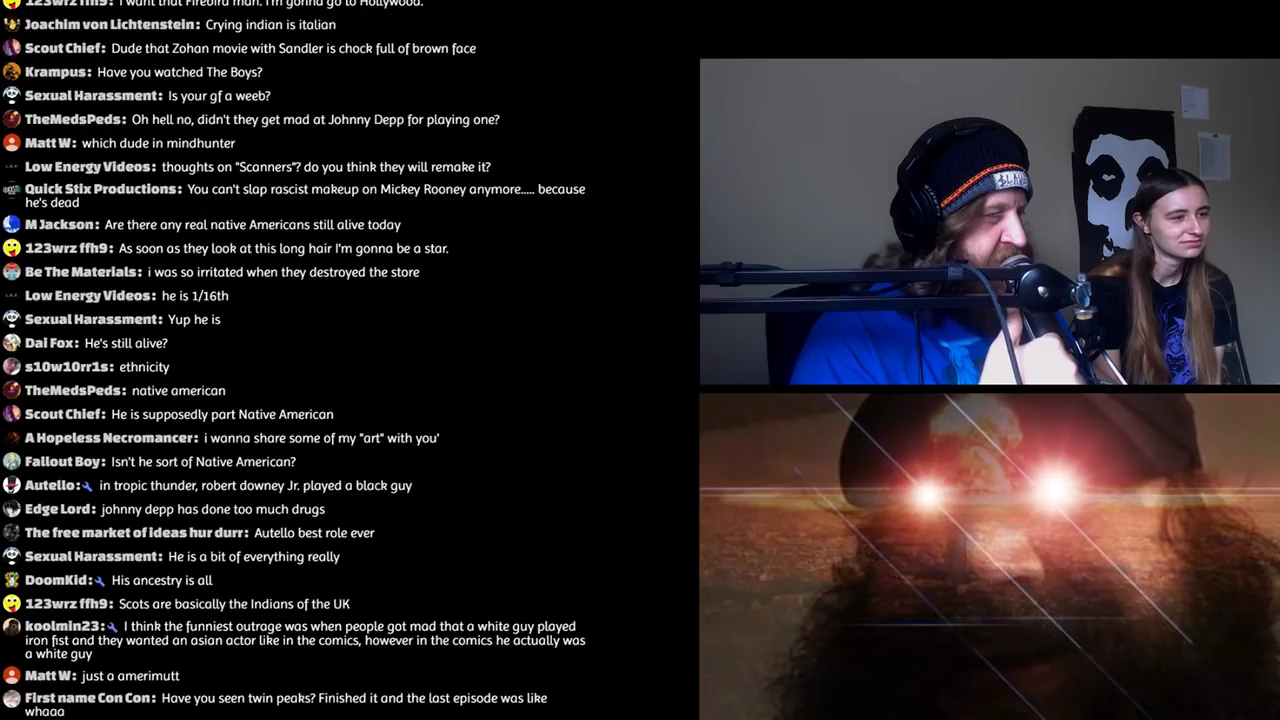 123wrz ffh9: I want that Firebird man. I'm gonna go to Hollywood.
Joachim von Lichtenstein: Crying indian is italian
Scout Chief: Dude that Zohan movie with Sandler is chock full of brown face
Krampus: Have you watched The Boys?
Sexual Harassment: Is your gf a weeb?
TheMedsPeds: Oh hell no, didn't they get mad at Johnny Depp for playing one?
Matt W: which dude in mindhunter
Low Energy Videos: thoughts on "Scanners"? do you think they will remake it?
Quick Stix Productions: You can't slap rascist makeup on Mickey Rooney anymore..... because
he's dead
M Jackson: Are there any real native Americans still alive today
123wrz ffh9: As soon as they look at this long hair I'm gonna be a star.
Be The Materials: i was so irritated when they destroyed the store
Low Energy Videos: he is 1/16th
Sexual Harassment: Yup he is
Dai Fox: He's still alive?
s10w10rr1s: ethnicity
TheMedsPeds: native american
Scout Chief: He is supposedly part Native American
A Hopeless Necromancer: i wanna share some of my "art" with you'
Fallout Boy: Isn't he sort of Native American?
Autello: in tropic thunder, robert downey Jr. played a black guy
Edge Lord: johnny depp has done too much drugs
The free market of ideas hur durr: Autello best role ever
Sexual Harassment: He is a bit of everything really
DoomKid: His ancestry is all
123wrz ffh9: Scots are basically the Indians of the UK
koolmin23: I think the funniest outrage was when people got mad that a white guy played
iron fist and they wanted an asian actor like in the comics, however in the comics he actually was
a white guy
Matt W: just a amerimutt
First name Con Con: Have you seen twin peaks? Finished it and the last episode was like
whaaa